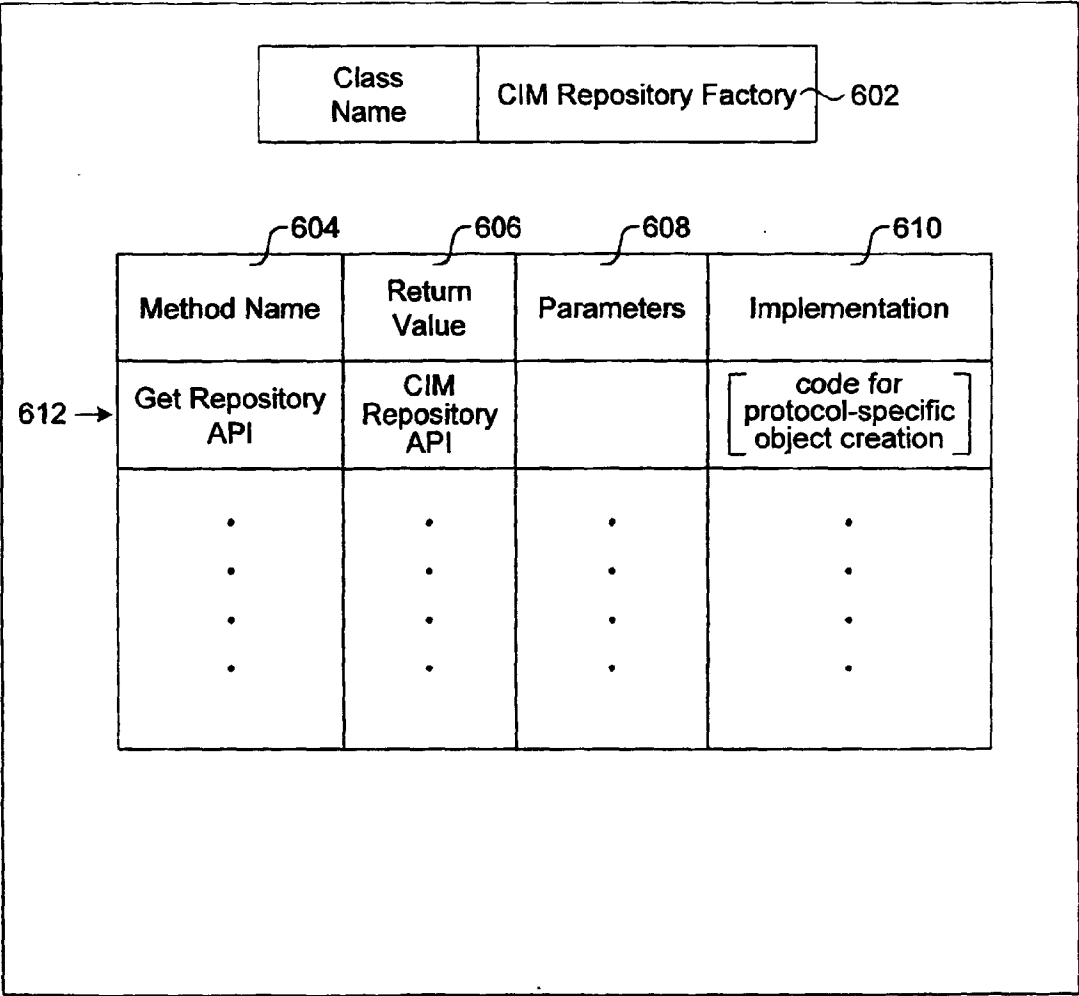 Class
Name
CIM Repository Factory
602
604
606
608
610
Method Name
Return
Value
Parameters
Implementation
612
Get Repository
API
CIM
Repository
API
code for
protocol-specific
object creation